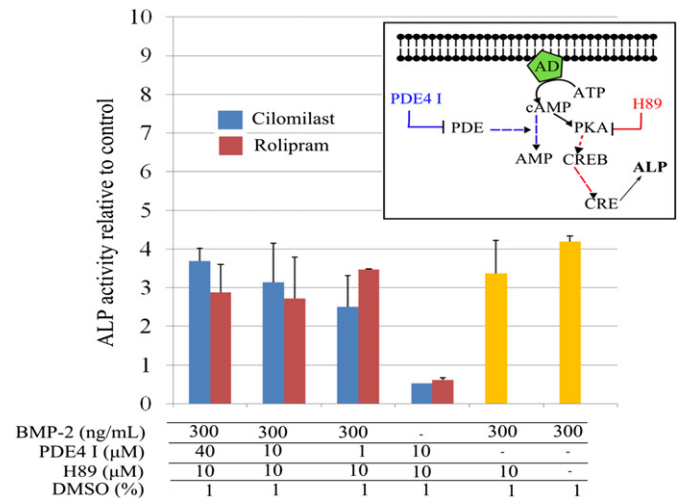 10
9
8
7
6
5
4
3
2
1
0
ALP activity relative to control
Cilomilast
Rolipram
AD
ATP
PDE4 I
cAMP
H89
PDE
PKA
AMP
CREB
ALP
CRE
BMP-2 (ng/mL) 300 300 300 - 300 300
PDE4 I (μM) 40 10 1 10 - -
H89 (μM) 10 10 10 10 10 -
DMSO (%) 1 1 1 1 1 1